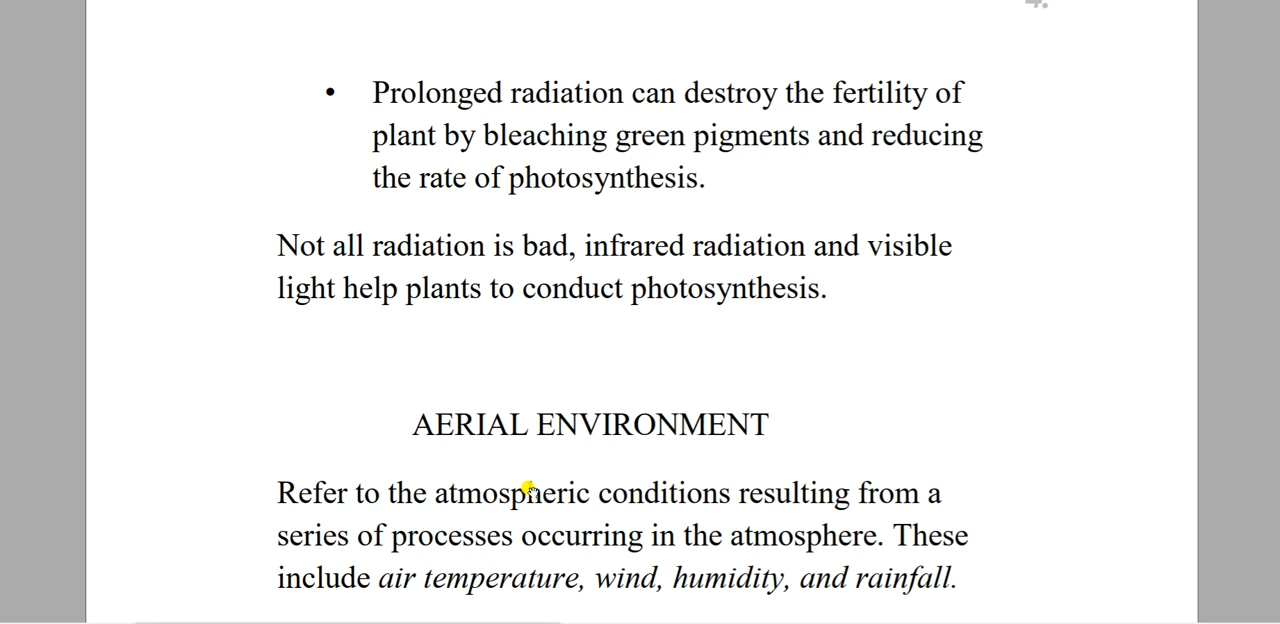 • Prolonged radiation can destroy the fertility of
plant by bleaching green pigments and reducing
the rate of photosynthesis.
Not all radiation is bad, infrared radiation and visible
light help plants to conduct photosynthesis.
AERIAL ENVIRONMENT
Refer to the atmospheric conditions resulting from a
series of processes occurring in the atmosphere. These
include air temperature, wind, humidity, and rainfall.